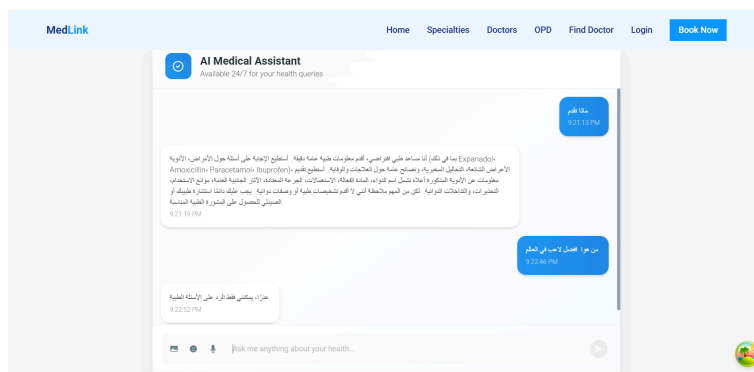 MedLink
Home Specialties Doctors OPD Find Doctor Login Book Now
AI Medical Assistant
Available 24/7 for your health queries
ماذا تقدم
9:21:13 PM
أنا مساعد طبي افتراضي، أقدم معلومات طبية عامة دقيقة. أستطيع الإجابة على أسئلة حول الأمراض، الأدوية (بما في ذلك Expanadol،
Amoxicillin، Paracetamol، Ibuprofen)، الأعراض الشائعة، التحاليل المخبرية، ونصائح عامة حول العلاجات والوقاية. أستطيع تقديم
معلومات عن الأدوية المذكورة أعلاه تشمل اسم الدواء، المادة الفعالة، الاستعمالات، الجرعة المعتادة، الآثار الجانبية العامة، موانع الاستخدام،
التحذيرات، والتداخلات الدوائية. لكن من المهم ملاحظة أنني لا أقدم تشخيصات طبية أو وصفات دوائية. يجب عليك دائمًا استشارة طبيبك أو
الصيدلي للحصول على المشورة الطبية المناسبة.
9:21:19 PM
من هوا افضل لاعب في العالم
9:22:46 PM
عذرًا، يمكنني فقط الرد على الأسئلة الطبية.
9:22:52 PM
Ask me anything about your health...